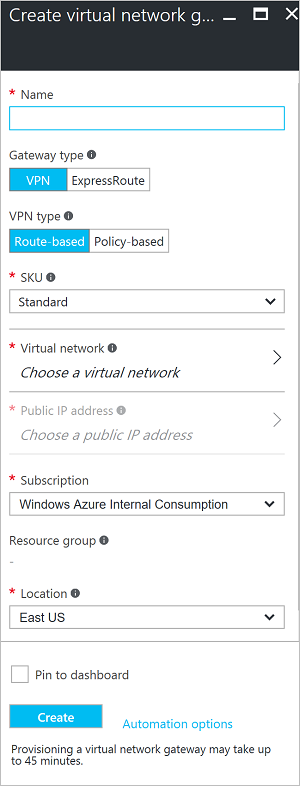 Create virtual network g...
* Name
Gateway type
VPN ExpressRoute
VPN type
Route-based Policy-based
* SKU
Standard
* Virtual network
Choose a virtual network
* Public IP address
Choose a public IP address
* Subscription
Windows Azure Internal Consumption
Resource group
-
* Location
East US
Pin to dashboard
Create Automation options
Provisioning a virtual network gateway may take up
to 45 minutes.